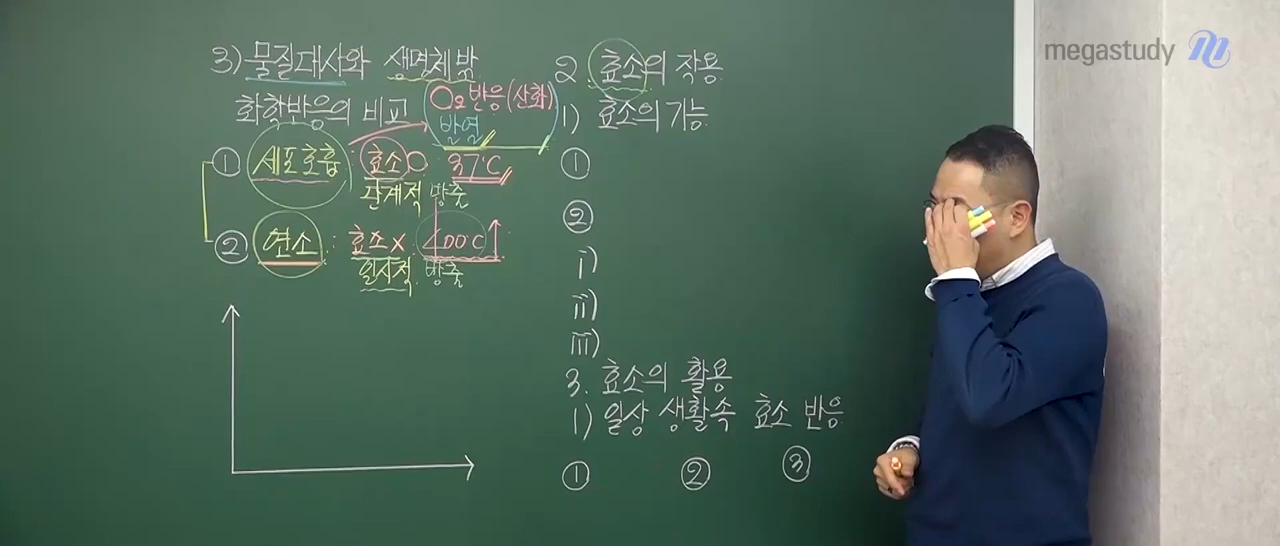 megastudy
3) 물질대사와 생명체밖
화학반응의 비교
O₂ 반응(산화)
발열
① 세포호흡 : 효소○ 37℃
단계적 방출
② 연소 : 효소× 400℃↑
일시적 방출
2. 효소의 작용
1) 효소의 기능
①
②
i)
ii)
iii)
3. 효소의 활용
1) 일상 생활속 효소 반응
① ② ③